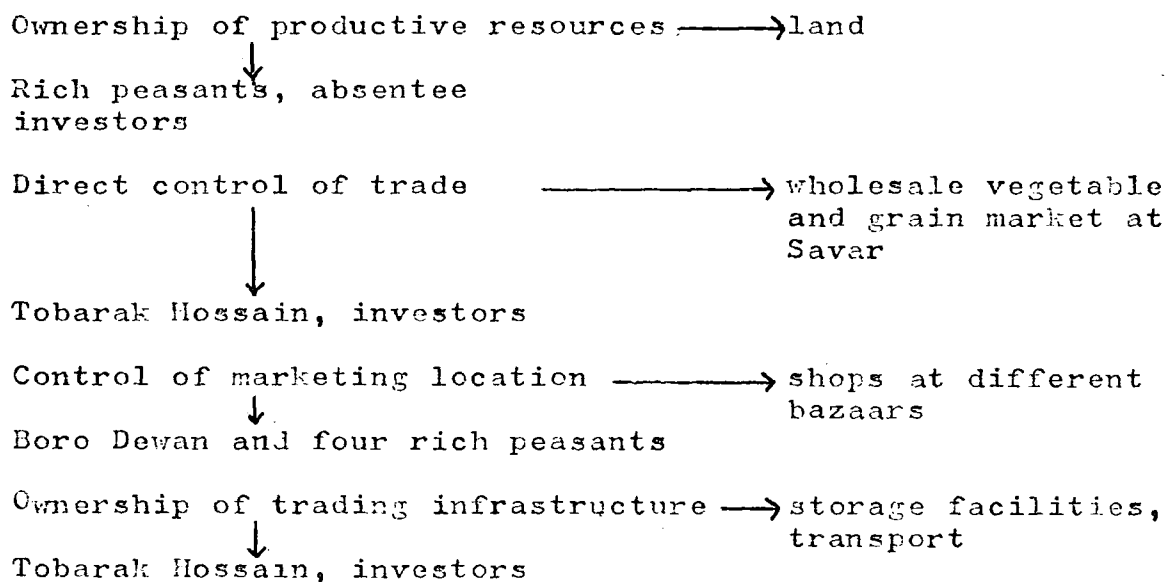 Ownership of productive resources → land
↓
Rich peasants, absentee
investors
Direct control of trade → wholesale vegetable
and grain market at
Savar
↓
Tobarak Hossain, investors
Control of marketing location → shops at different
bazaars
↓
Boro Dewan and four rich peasants
Ownership of trading infrastructure → storage facilities,
transport
↓
Tobarak Hossain, investors